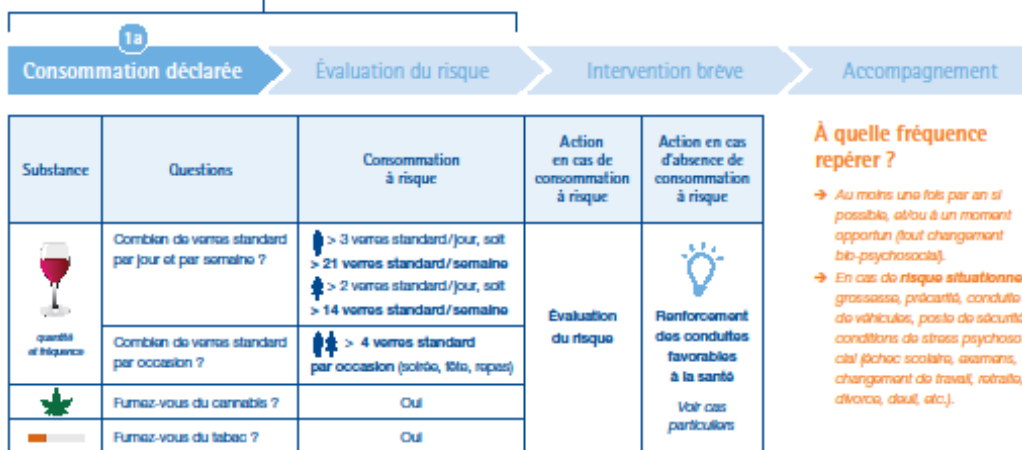 1a
Consommation déclarée
Évaluation du risque
Intervention brève
Accompagnement
Substance
Questions
Consommation
à risque
Action
en cas de
consommation
à risque
Action en cas
d'absence de
consommation
à risque
quantité
et fréquence
Combien de verres standard
par jour et par semaine ?
> 3 verres standard/jour, soit
> 21 verres standard/semaine
> 2 verres standard/jour, soit
> 14 verres standard/semaine
Combien de verres standard
par occasion ?
> 4 verres standard
par occasion (soirée, fête, repas)
Fumez-vous du cannabis ?
Oui
Fumez-vous du tabac ?
Oui
Évaluation
du risque
Renforcement
des conduites
favorables
à la santé
Voir cas
particuliers
À quelle fréquence
repérer ?
→ Au moins une fois par an si
possible, et/ou à un moment
opportun (tout changement
bio-psychosocial).
→ En cas de risque situationne
grossesse, précarité, conduite
de véhicules, poste de sécurité
conditions de stress psychoso
cial (échec scolaire, examens,
changement de travail, retraite,
divorce, deuil, etc.).